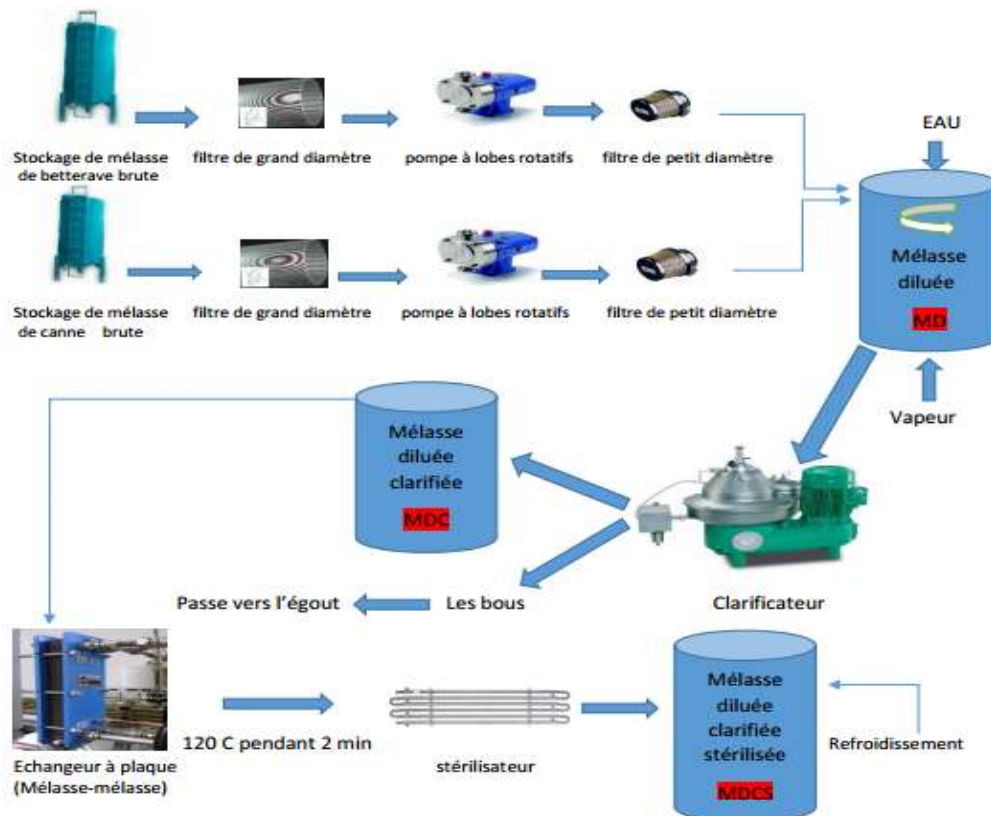 EAU
Stockage de mélasse
de betterave brute
filtre de grand diamètre
pompe à lobes rotatifs
filtre de petit diamètre
Mélasse
diluée
MD
Stockage de mélasse
de canne brute
filtre de grand diamètre
pompe à lobes rotatifs
filtre de petit diamètre
Vapeur
Mélasse
diluée
clarifiée
MDC
Passe vers l'égout
Les bous
Clarificateur
120 C pendant 2 min
Echangeur à plaque
(Mélasse-mélasse)
stérilisateur
Mélasse
diluée
clarifiée
stérilisée
MDCS
Refroidissement